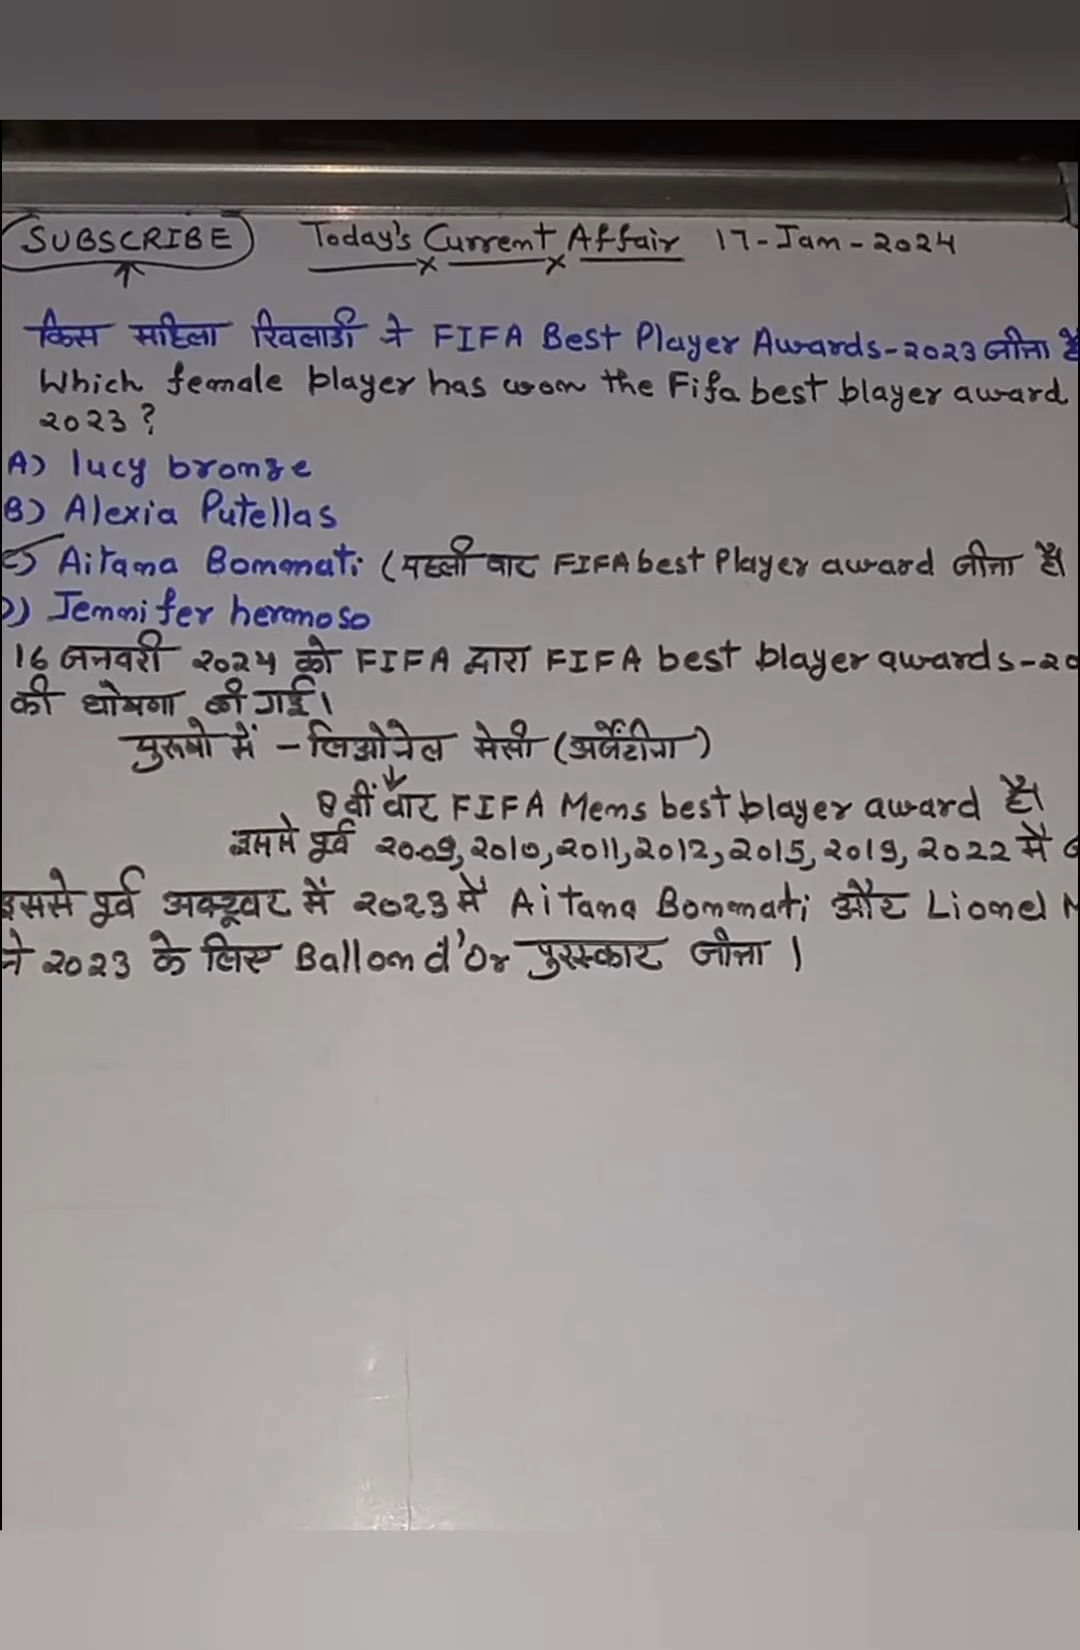 SUBSCRIBE Today's Current Affair 17-Jan-2024
किस महिला खिलाडी ने FIFA Best Player Awards-2023 जीता है
Which female player has won the Fifa best player award
2023?
A) lucy bronze
B) Alexia Putellas
C) Aitana Bonmati (पहली बार FIFA best Player award जीता है।
D) Jennifer hermoso
16 जनवरी 2024 को FIFA द्वारा FIFA best player awards-20
की घोषणा की गई।
पुरूषो में - लिओनेल मेसी (अर्जेंटीना)
8वीं बार FIFA Mens best player award है।
इससे पूर्व 2009, 2010, 2011, 2012, 2015, 2019, 2022 में
इससे पूर्व अक्टूबर में 2023 में Aitana Bonmati और Lionel M
ने 2023 के लिए Ballon d'Or पुरस्कार जीता।